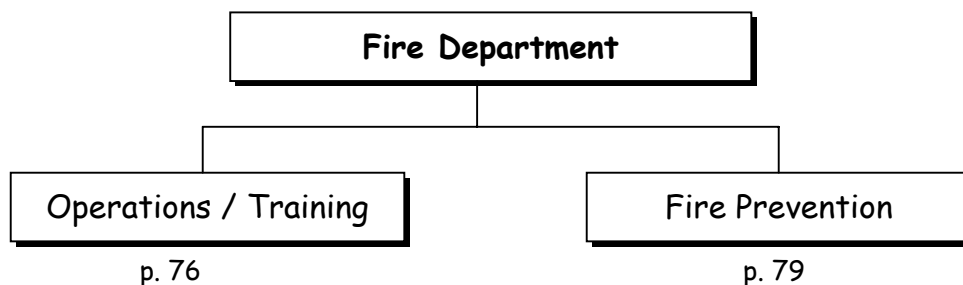 Fire Department
Operations / Training
Fire Prevention
p. 76
p. 79